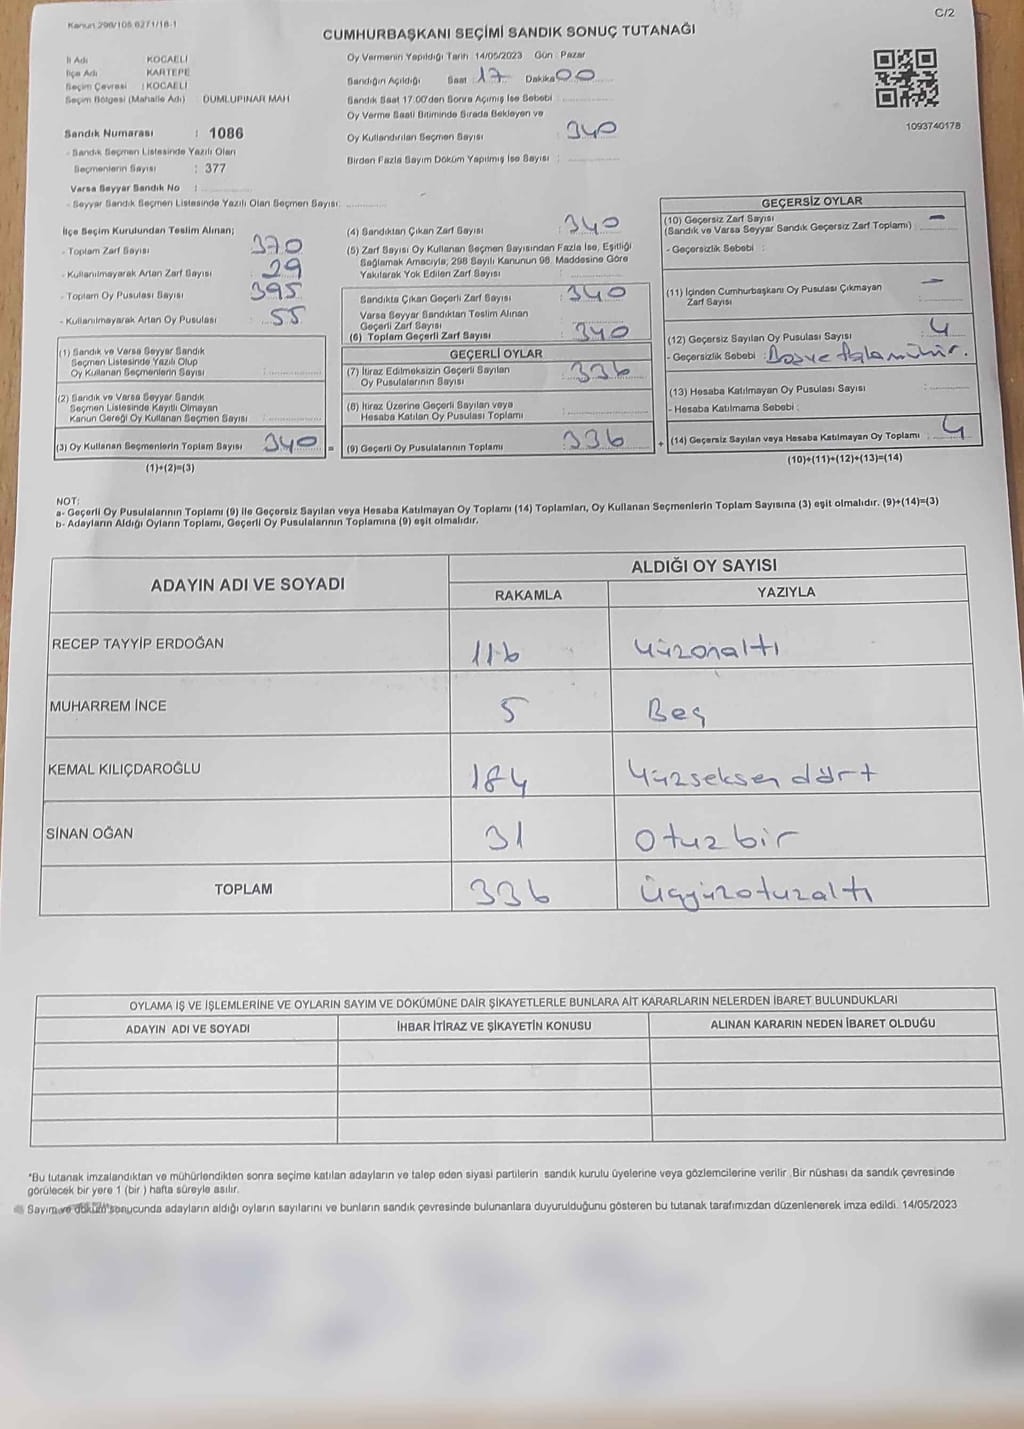 Kanun 298/105 6271/18-1
C/2
CUMHURBAŞKANI SEÇİMİ SANDIK SONUÇ TUTANAĞI
İl Adı KOCAELİ
İlçe Adı KARTEPE
Seçim Çevresi : KOCAELİ
Seçim Bölgesi (Mahalle Adı) DUMLUPINAR MAH
Sandık Numarası : 1086
- Sandık Seçmen Listesinde Yazılı Olan
Seçmenlerin Sayısı : 377
Varsa Seyyar Sandık No :
- Seyyar Sandık Seçmen Listesinde Yazılı Olan Seçmen Sayısı:
Oy Vermenin Yapıldığı Tarih : 14/05/2023 Gün : Pazar
Sandığın Açıldığı Saat : 17 Dakika 00
Sandık Saat 17.00'den Sonra Açılmış İse Sebebi :
Oy Verme Saati Bitiminde Sırada Bekleyen ve
Oy Kullandırılan Seçmen Sayısı 340
Birden Fazla Sayım Döküm Yapılmış İse Sayısı :
1093740178
İlçe Seçim Kurulundan Teslim Alınan;
- Toplam Zarf Sayısı 370
- Kullanılmayarak Artan Zarf Sayısı 29
- Toplam Oy Pusulası Sayısı 395
- Kullanılmayarak Artan Oy Pusulası 55
(1) Sandık ve Varsa Seyyar Sandık
Seçmen Listesinde Yazılı Olup
Oy Kullanan Seçmenlerin Sayısı :
(2) Sandık ve Varsa Seyyar Sandık
Seçmen Listesinde Kayıtlı Olmayan
Kanun Gereği Oy Kullanan Seçmen Sayısı :
(3) Oy Kullanan Seçmenlerin Toplam Sayısı 340 =
(1)+(2)=(3)
(4) Sandıktan Çıkan Zarf Sayısı : 340
(5) Zarf Sayısı Oy Kullanan Seçmen Sayısından Fazla İse, Eşitliği
Sağlamak Amacıyla, 298 Sayılı Kanunun 98. Maddesine Göre
Yakılarak Yok Edilen Zarf Sayısı :
Sandıkta Çıkan Geçerli Zarf Sayısı : 340
Varsa Seyyar Sandıktan Teslim Alınan
Geçerli Zarf Sayısı
(6) Toplam Geçerli Zarf Sayısı 340
GEÇERLİ OYLAR
(7) İtiraz Edilmeksizin Geçerli Sayılan
Oy Pusulalarının Sayısı : 336
(8) İtiraz Üzerine Geçerli Sayılan veya
Hesaba Katılan Oy Pusulası Toplamı :
(9) Geçerli Oy Pusulalarının Toplamı : 336 +
GEÇERSİZ OYLAR
(10) Geçersiz Zarf Sayısı –
(Sandık ve Varsa Seyyar Sandık Geçersiz Zarf Toplamı) :
- Geçersizlik Sebebi :
(11) İçinden Cumhurbaşkanı Oy Pusulası Çıkmayan –
Zarf Sayısı :
(12) Geçersiz Sayılan Oy Pusulası Sayısı : 4
- Geçersizlik Sebebi :
(13) Hesaba Katılmayan Oy Pusulası Sayısı :
- Hesaba Katılmama Sebebi :
(14) Geçersiz Sayılan veya Hesaba Katılmayan Oy Toplamı : 4
(10)+(11)+(12)+(13)=(14)
NOT:
a- Geçerli Oy Pusulalarının Toplamı (9) ile Geçersiz Sayılan veya Hesaba Katılmayan Oy Toplamı (14) Toplamları, Oy Kullanan Seçmenlerin Toplam Sayısına (3) eşit olmalıdır. (9)+(14)=(3)
b- Adayların Aldığı Oyların Toplamı, Geçerli Oy Pusulalarının Toplamına (9) eşit olmalıdır.
ADAYIN ADI VE SOYADI
ALDIĞI OY SAYISI
RAKAMLA YAZIYLA
RECEP TAYYİP ERDOĞAN 116 Yüzonaltı
MUHARREM İNCE 5 Beş
KEMAL KILIÇDAROĞLU 184 Yüzseksen dört
SİNAN OĞAN 31 Otuz bir
TOPLAM 336 Üçyüzotuzaltı
OYLAMA İŞ VE İŞLEMLERİNE VE OYLARIN SAYIM VE DÖKÜMÜNE DAİR ŞİKAYETLERLE BUNLARA AİT KARARLARIN NELERDEN İBARET BULUNDUKLARI
ADAYIN ADI VE SOYADI İHBAR İTİRAZ VE ŞİKAYETİN KONUSU ALINAN KARARIN NEDEN İBARET OLDUĞU
*Bu tutanak imzalandıktan ve mühürlendikten sonra seçime katılan adayların ve talep eden siyasi partilerin sandık kurulu üyelerine veya gözlemcilerine verilir. Bir nüshası da sandık çevresinde
görülecek bir yere 1 (bir ) hafta süreyle asılır.
Sayım ve döküm sonucunda adayların aldığı oyların sayılarını ve bunların sandık çevresinde bulunanlara duyurulduğunu gösteren bu tutanak tarafımızdan düzenlenerek imza edildi. 14/05/2023